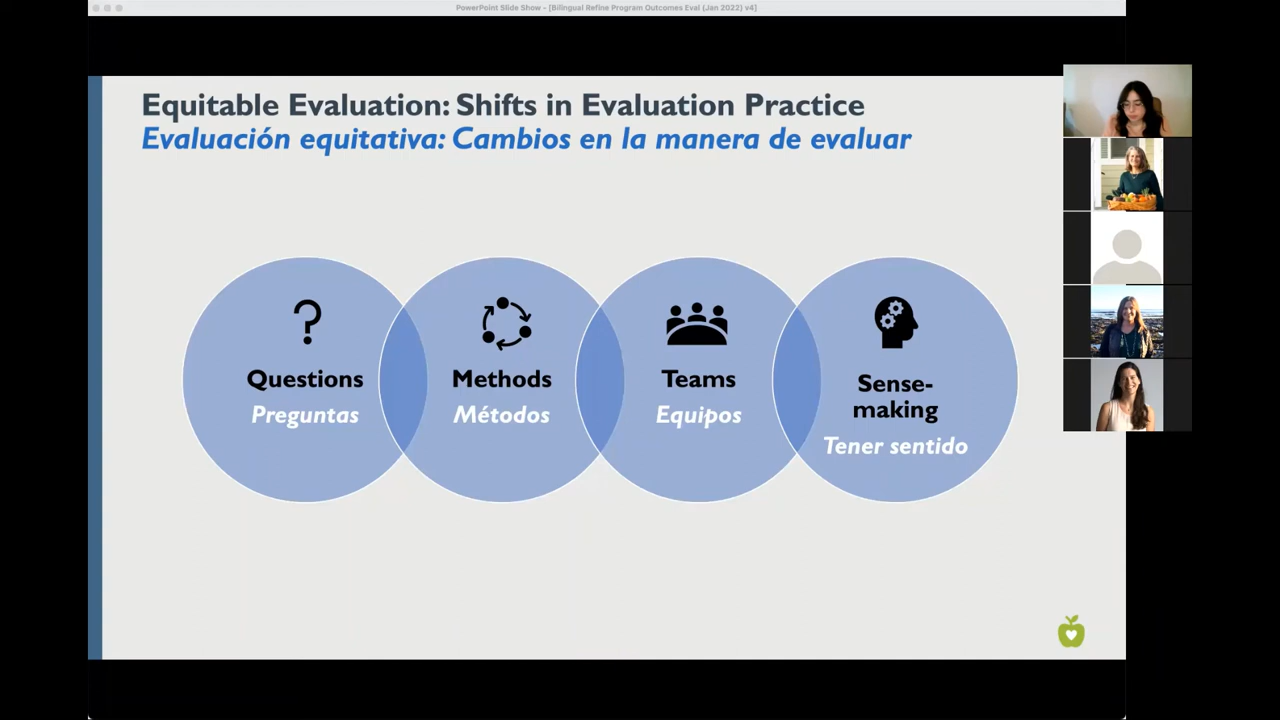 PowerPoint Slide Show - [Bilingual Refine Program Outcomes Eval (Jan 2022) v4]
Equitable Evaluation: Shifts in Evaluation Practice
Evaluación equitativa: Cambios en la manera de evaluar
?
Questions
Preguntas
Methods
Métodos
Teams
Equipos
Sense-
making
Tener sentido